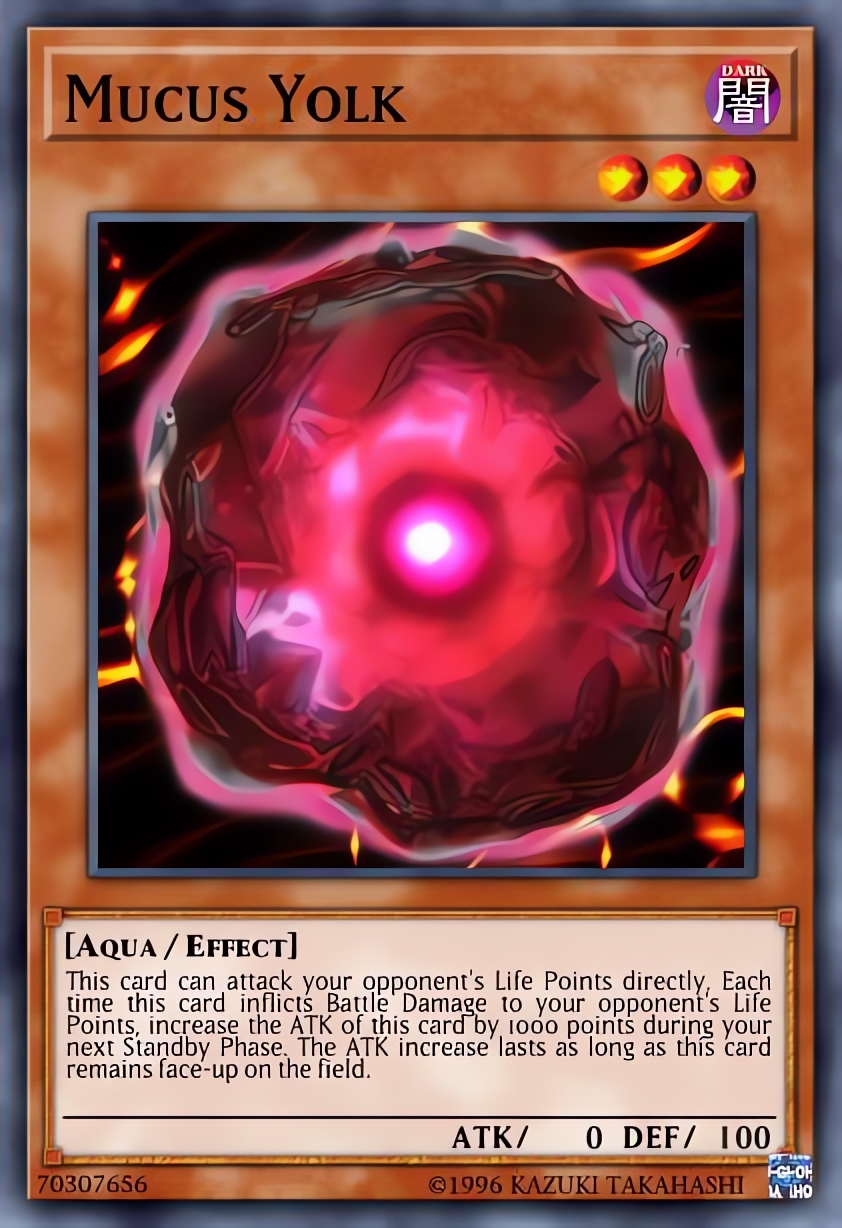 Mucus Yolk
DARK
闇
[Aqua / Effect]
This card can attack your opponent's Life Points directly, Each
time this card inflicts Battle Damage to your opponent's Life
Points, increase the ATK of this card by 1000 points during your
next Standby Phase. The ATK increase lasts as long as this card
remains face-up on the field.
ATK/ 0 DEF/ 100
70307656
©1996 KAZUKI TAKAHASHI